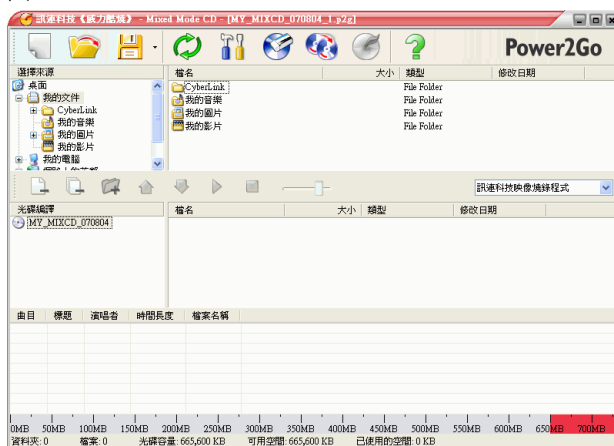 訊連科技《威力酷燒》 - Mixed Mode CD - [MY_MIXCD_070804_1.p2g]
Power2Go
選擇來源
桌面
我的文件
CyberLink
我的音樂
我的圖片
我的影片
我的電腦
檔名 大小 類型 修改日期
CyberLink File Folder
我的音樂 File Folder
我的圖片 File Folder
我的影片 File Folder
訊連科技映像燒錄程式
光碟編譯
MY_MIXCD_070804
檔名 大小 類型 修改日期
曲目 標題 演唱者 時間長度 檔案名稱
0MB 50MB 100MB 150MB 200MB 250MB 300MB 350MB 400MB 450MB 500MB 550MB 600MB 650MB 700MB
資料夾: 0 檔案: 0 光碟容量: 665,600 KB 可用空間: 665,600 KB 已使用的空間: 0 KB